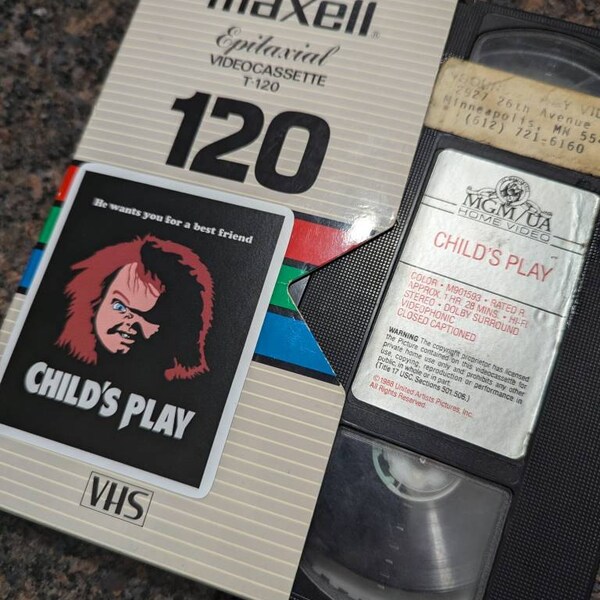 maxell
Epitaxial
VIDEOCASSETTE
T-120
120
He wants you for a best friend
CHILD'S PLAY
VHS
26th Avenue
Minneapolis, MN 554
(612) 721-6160
MGM/UA
HOME VIDEO
CHILD'S PLAY
COLOR • M901593 • RATED R
APPROX. 1 HR. 28 MINS. • HI-FI
STEREO • DOLBY SURROUND
VIDEOPHONIC
CLOSED CAPTIONED
WARNING The copyright proprietor has licensed
the Picture contained on this videocassette for
private home use only and prohibits any other
use, copying, reproduction or performance in
public, in whole or in part.
(Title 17 USC Sections 501.506.)
©1988 United Artists Pictures, Inc.
All Rights Reserved.